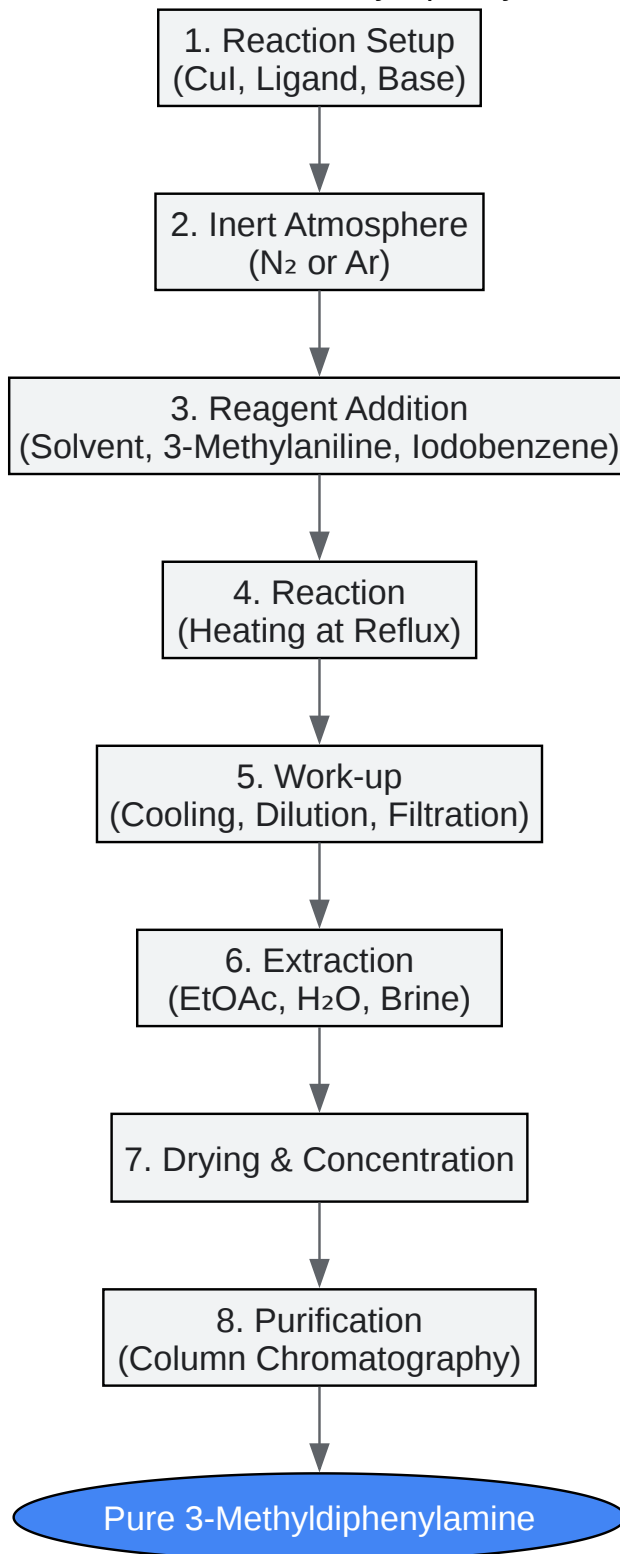 1. Reaction Setup
(CuI, Ligand, Base)
2. Inert Atmosphere
(N₂ or Ar)
3. Reagent Addition
(Solvent, 3-Methylaniline, Iodobenzene)
4. Reaction
(Heating at Reflux)
5. Work-up
(Cooling, Dilution, Filtration)
6. Extraction
(EtOAc, H₂O, Brine)
7. Drying & Concentration
8. Purification
(Column Chromatography)
Pure 3-Methyldiphenylamine